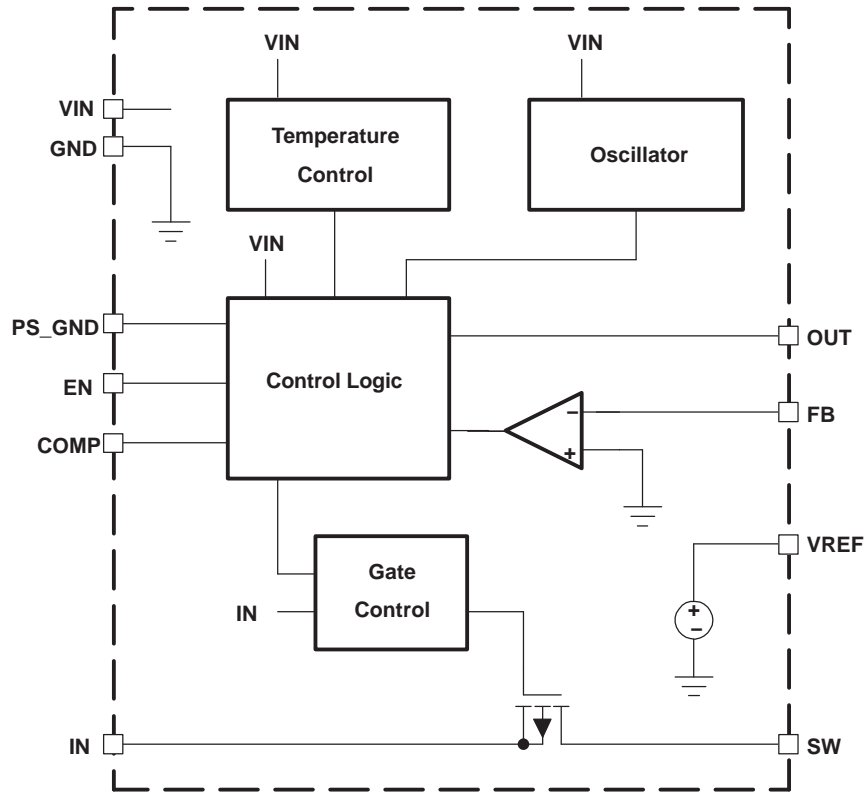 VIN
VIN
VIN
GND
Temperature
Control
Oscillator
VIN
PS_GND
EN
COMP
Control Logic
OUT
FB
−
+
VREF
Gate
Control
IN
+
−
IN
SW